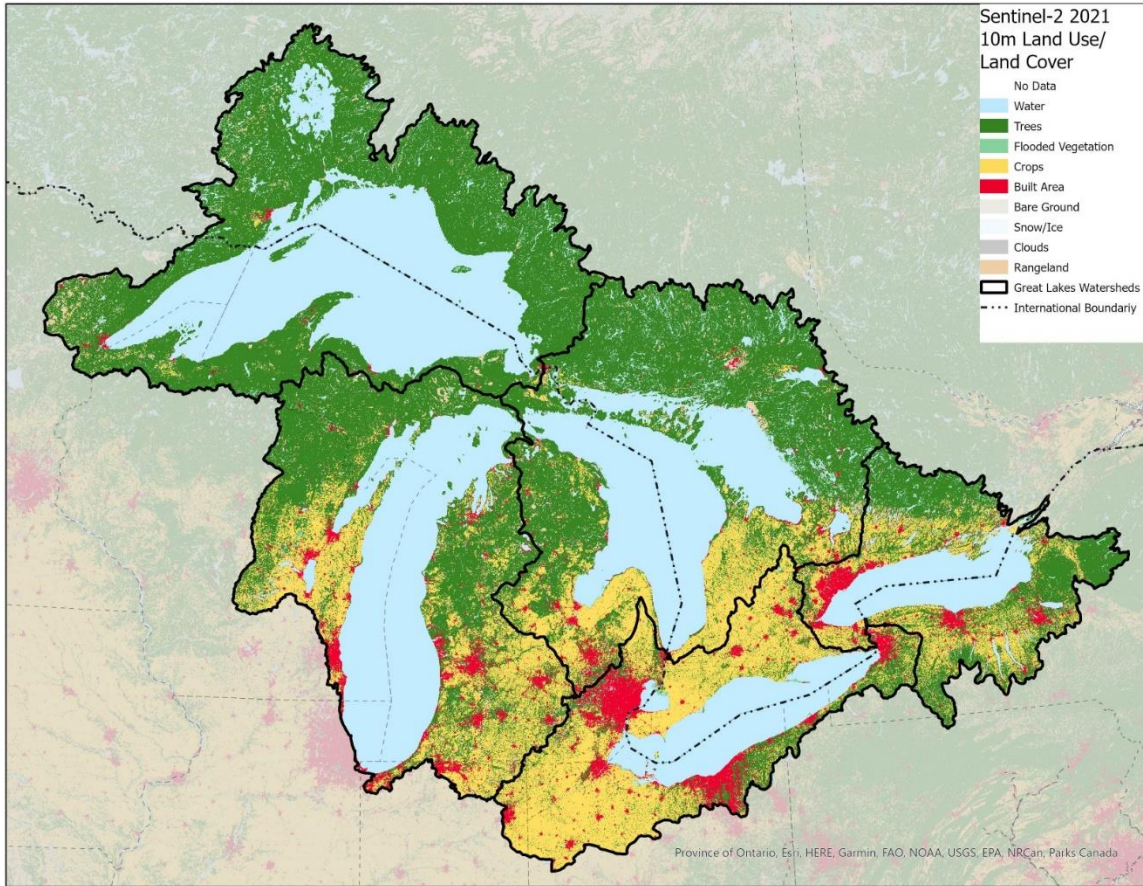 Sentinel-2 2021
10m Land Use/
Land Cover
No Data
Water
Trees
Flooded Vegetation
Crops
Built Area
Bare Ground
Snow/Ice
Clouds
Rangeland
Great Lakes Watersheds
International Boundariy
Province of Ontario, Esri, HERE, Garmin, FAO, NOAA, USGS, EPA, NRCan, Parks Canada